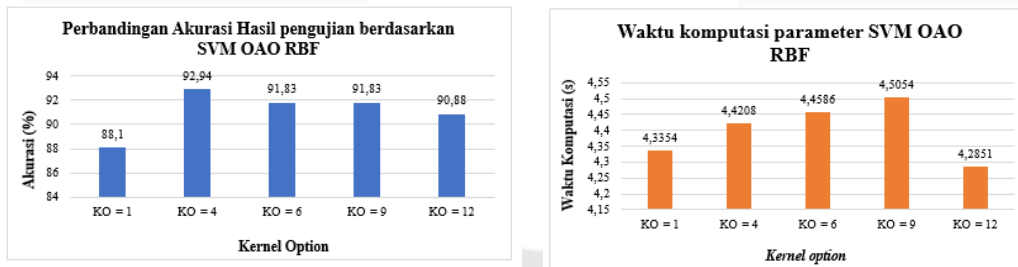 Perbandingan Akurasi Hasil pengujian berdasarkan
SVM OAO RBF
Akurasi (%)
94
92
90
88
86
84
88,1
92,94
91,83
91,83
90,88
KO = 1
KO = 4
KO = 6
KO = 9
KO = 12
Kernel Option
Waktu komputasi parameter SVM OAO
RBF
Waktu Komputasi (s)
4,55
4,5
4,45
4,4
4,35
4,3
4,25
4,2
4,15
4,3354
4,4208
4,4586
4,5054
4,2851
KO = 1
KO = 4
KO = 6
KO = 9
KO = 12
Kernel option